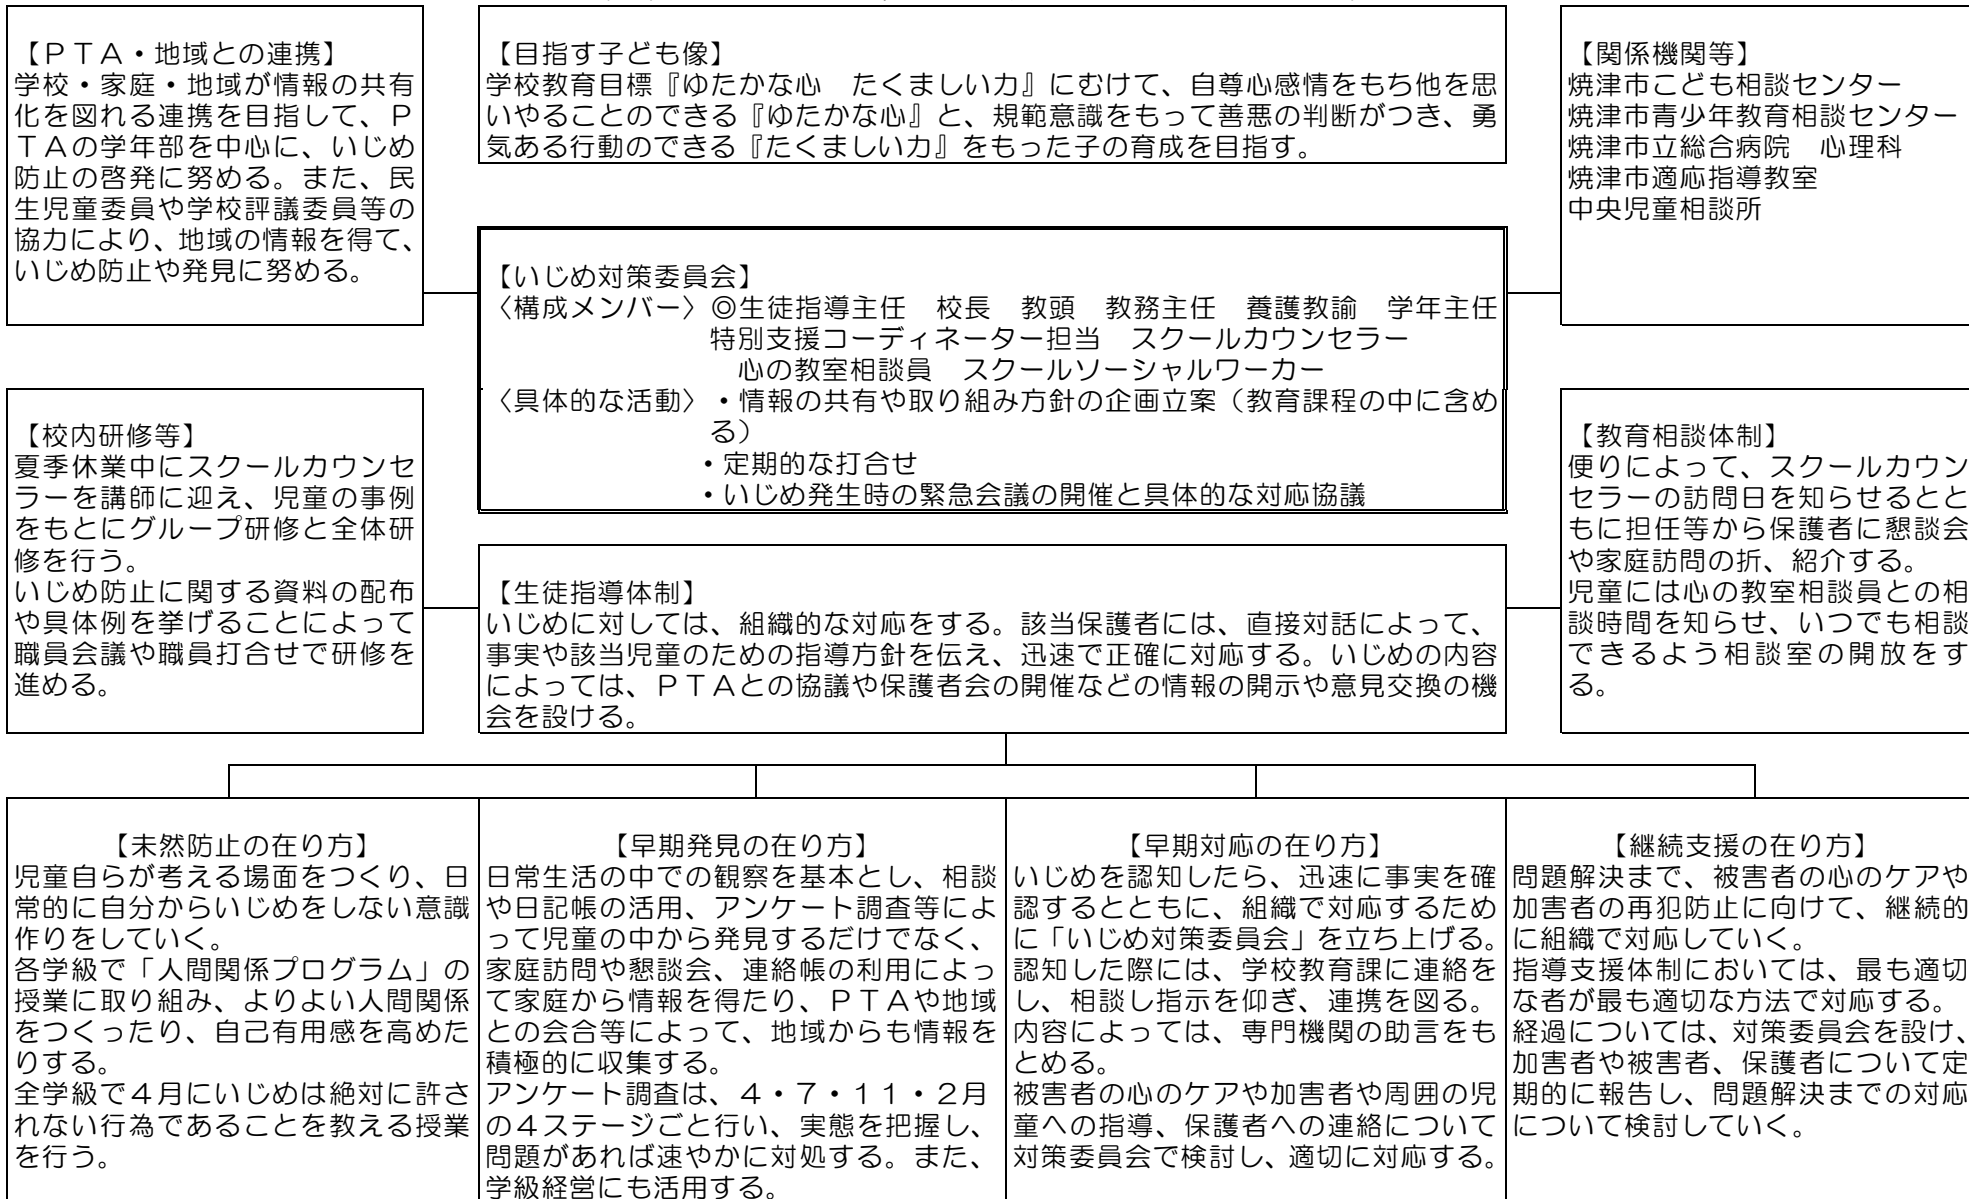 【ＰＴＡ・地域との連携】
学校・家庭・地域が情報の共有
化を図れる連携を目指して、Ｐ
ＴＡの学年部を中心に、いじめ
防止の啓発に努める。また、民
生児童委員や学校評議委員等の
協力により、地域の情報を得て、
いじめ防止や発見に努める。
【目指す子ども像】
学校教育目標『ゆたかな心　たくましい力』にむけて、自尊心感情をもち他を思
いやることのできる『ゆたかな心』と、規範意識をもって善悪の判断がつき、勇
気ある行動のできる『たくましい力』をもった子の育成を目指す。
【関係機関等】
焼津市こども相談センター
焼津市青少年教育相談センター
焼津市立総合病院　心理科
焼津市適応指導教室
中央児童相談所
【いじめ対策委員会】
〈構成メンバー〉◎生徒指導主任　校長　教頭　教務主任　養護教諭　学年主任
特別支援コーディネーター担当　スクールカウンセラー
心の教室相談員　スクールソーシャルワーカー
〈具体的な活動〉・情報の共有や取り組み方針の企画立案（教育課程の中に含め
る）
・定期的な打合せ
・いじめ発生時の緊急会議の開催と具体的な対応協議
【校内研修等】
夏季休業中にスクールカウンセ
ラーを講師に迎え、児童の事例
をもとにグループ研修と全体研
修を行う。
いじめ防止に関する資料の配布
や具体例を挙げることによって
職員会議や職員打合せで研修を
進める。
【生徒指導体制】
いじめに対しては、組織的な対応をする。該当保護者には、直接対話によって、
事実や該当児童のための指導方針を伝え、迅速で正確に対応する。いじめの内容
によっては、ＰＴＡとの協議や保護者会の開催などの情報の開示や意見交換の機
会を設ける。
【教育相談体制】
便りによって、スクールカウン
セラーの訪問日を知らせるとと
もに担任等から保護者に懇談会
や家庭訪問の折、紹介する。
児童には心の教室相談員との相
談時間を知らせ、いつでも相談
できるよう相談室の開放をす
る。
【未然防止の在り方】
児童自らが考える場面をつくり、日
常的に自分からいじめをしない意識
作りをしていく。
各学級で「人間関係プログラム」の
授業に取り組み、よりよい人間関係
をつくったり、自己有用感を高めた
りする。
全学級で４月にいじめは絶対に許さ
れない行為であることを教える授業
を行う。
【早期発見の在り方】
日常生活の中での観察を基本とし、相談
や日記帳の活用、アンケート調査等によ
って児童の中から発見するだけでなく、
家庭訪問や懇談会、連絡帳の利用によっ
て家庭から情報を得たり、ＰＴＡや地域
との会合等によって、地域からも情報を
積極的に収集する。
アンケート調査は、４・７・１１・２月
の４ステージごと行い、実態を把握し、
問題があれば速やかに対処する。また、
学級経営にも活用する。
【早期対応の在り方】
いじめを認知したら、迅速に事実を確
認するとともに、組織で対応するため
に「いじめ対策委員会」を立ち上げる。
認知した際には、学校教育課に連絡を
し、相談し指示を仰ぎ、連携を図る。
内容によっては、専門機関の助言をも
とめる。
被害者の心のケアや加害者や周囲の児
童への指導、保護者への連絡について
対策委員会で検討し、適切に対応する。
【継続支援の在り方】
問題解決まで、被害者の心のケアや
加害者の再犯防止に向けて、継続的
に組織で対応していく。
指導支援体制においては、最も適切
な者が最も適切な方法で対応する。
経過については、対策委員会を設け、
加害者や被害者、保護者について定
期的に報告し、問題解決までの対応
について検討していく。